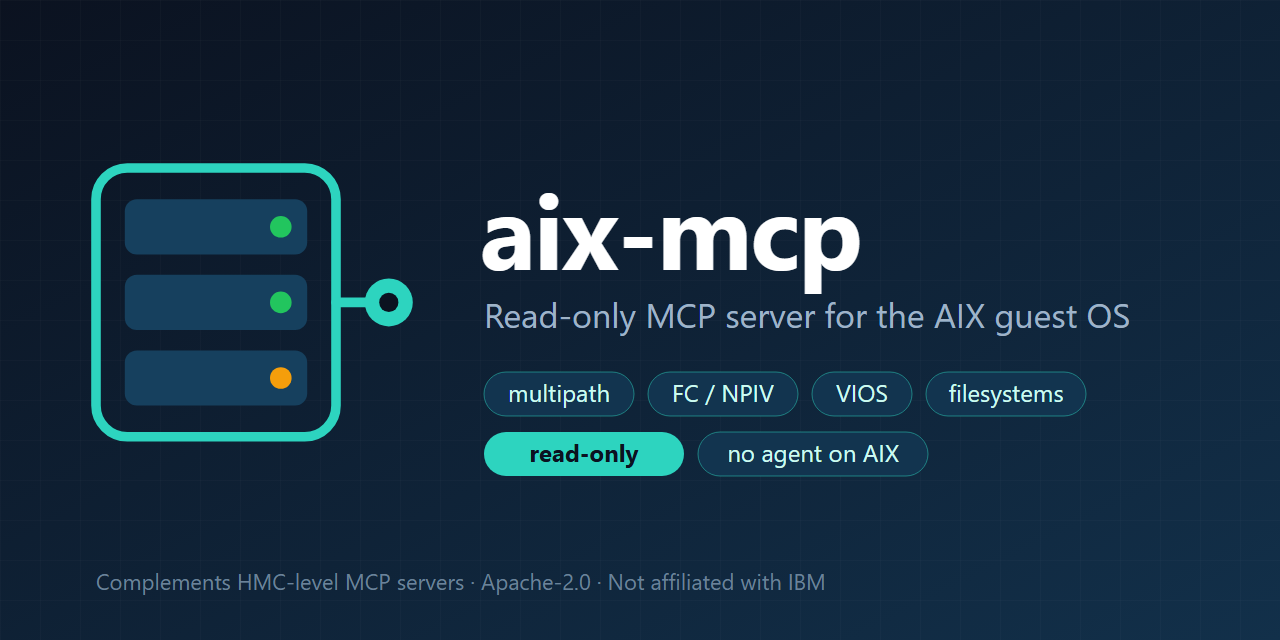 aix-mcp
Read-only MCP server for the AIX guest OS
multipath FC / NPIV VIOS filesystems
read-only no agent on AIX
Complements HMC-level MCP servers · Apache-2.0 · Not affiliated with IBM